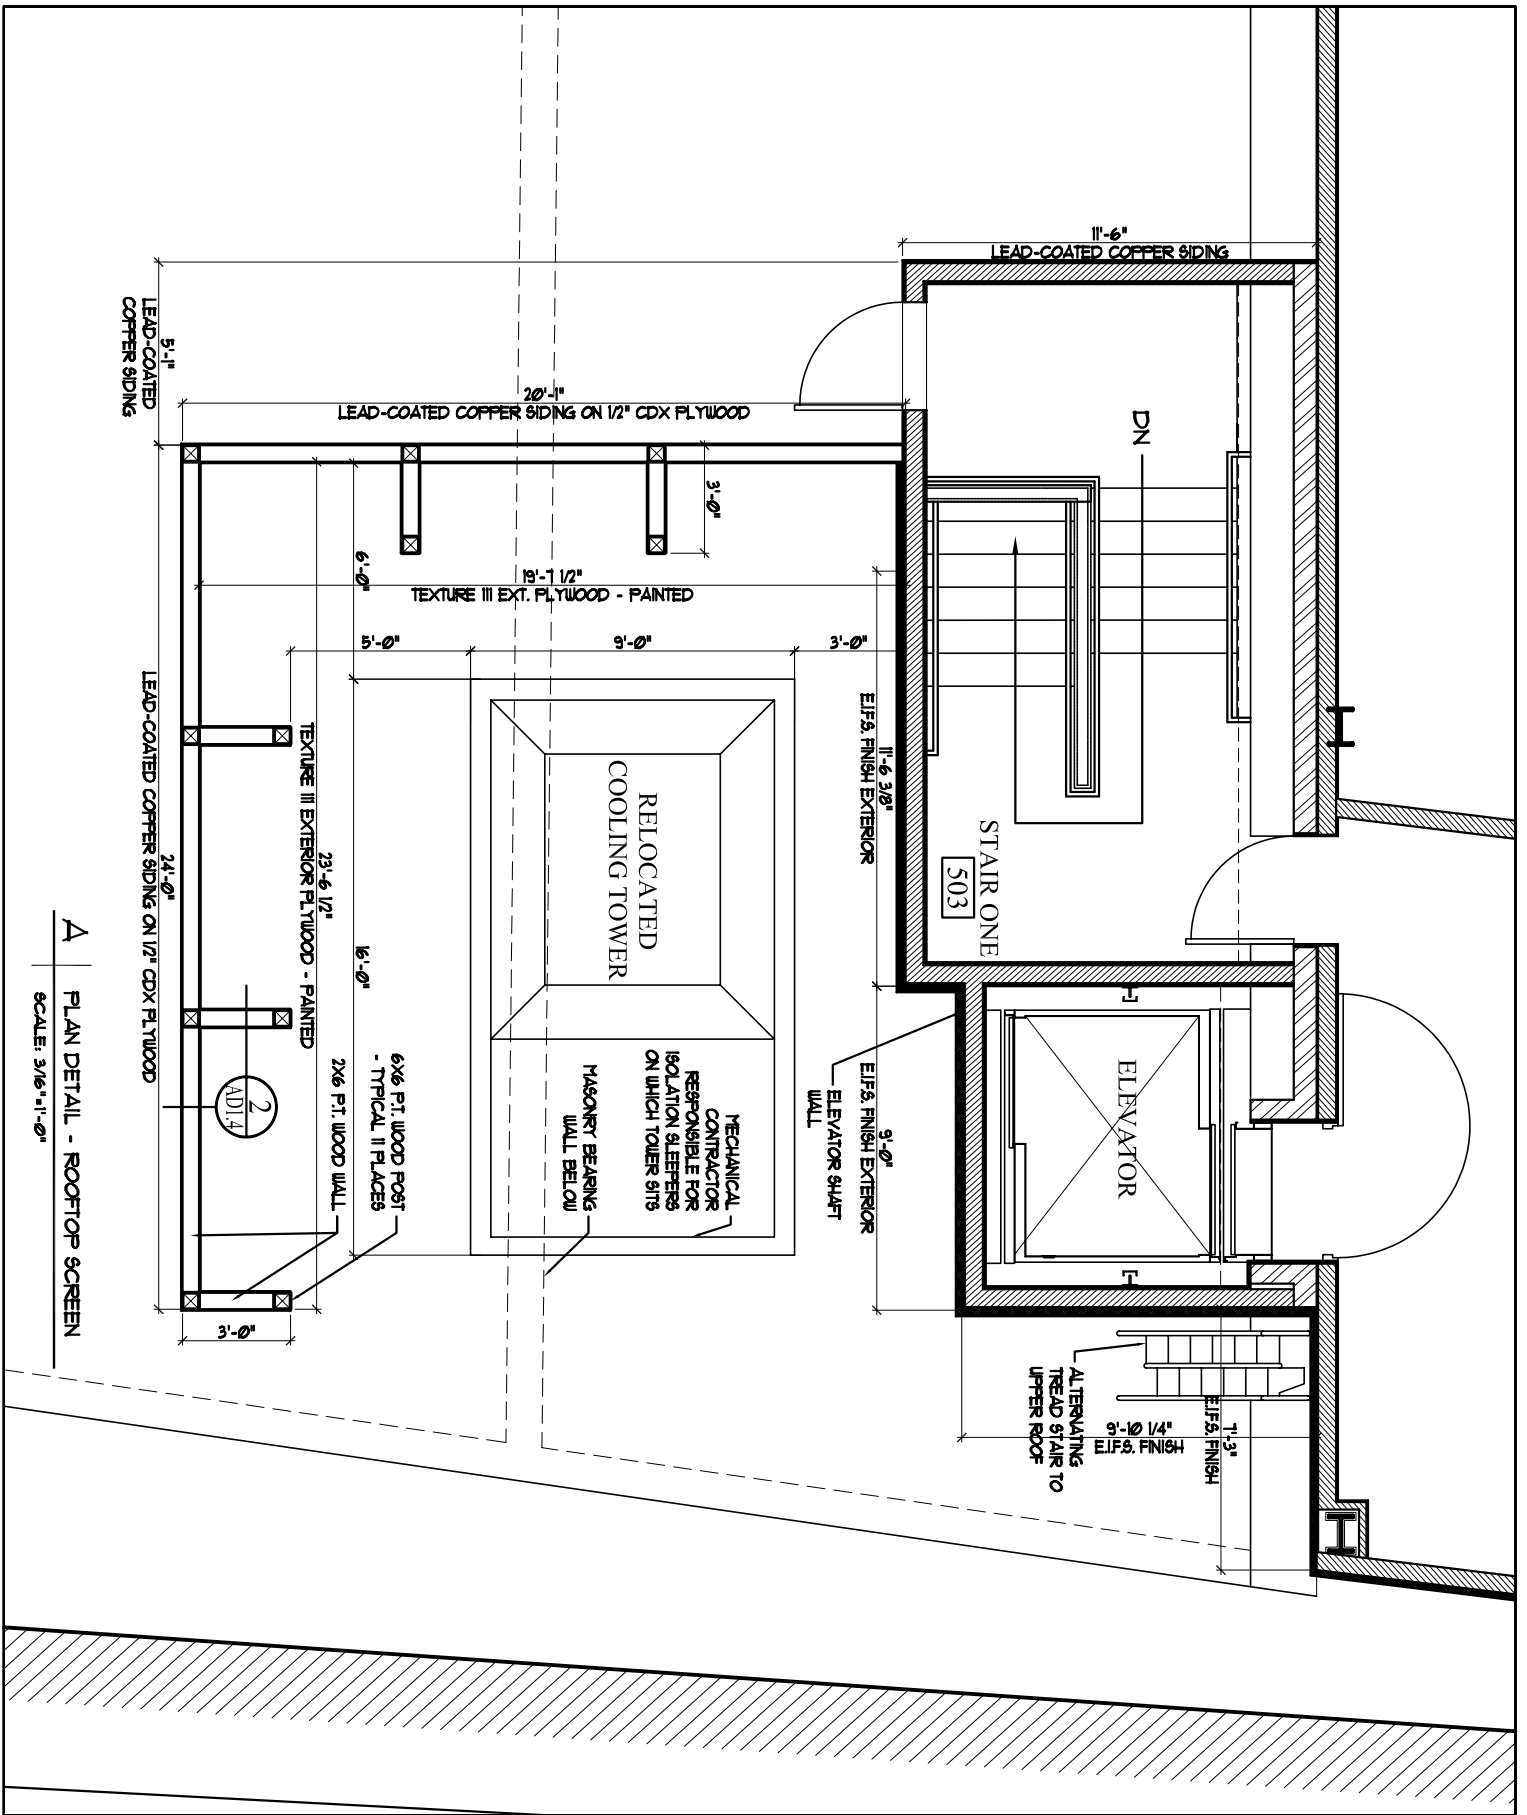 11'-6"
LEAD-COATED COPPER SIDING
5'-1"
LEAD-COATED
COPPER SIDING
20'-1"
LEAD-COATED COPPER SIDING ON 1/2" CDX PLYWOOD
DN
3'-0"
6'-0"
19'-7 1/2"
TEXTURE 111 EXT. PLYWOOD - PAINTED
5'-0"
9'-0"
3'-0"
11'-6 3/8"
E.I.F.S. FINISH EXTERIOR
STAIR ONE
503
RELOCATED
COOLING TOWER
24'-0"
LEAD-COATED COPPER SIDING ON 1/2" CDX PLYWOOD
23'-6 1/2"
TEXTURE 111 EXTERIOR PLYWOOD - PAINTED
16'-0"
9'-0"
E.I.F.S. FINISH EXTERIOR
ELEVATOR
ELEVATOR SHAFT
WALL
MECHANICAL
CONTRACTOR
RESPONSIBLE FOR
ISOLATION SLEEPERS
ON WHICH TOWER SITS
MASONRY BEARING
WALL BELOW
6X6 P.T. WOOD POST
- TYPICAL 11 PLACES
2X6 P.T. WOOD WALL
2
AD1.4
3'-0"
ALTERNATING
TREAD STAIR TO
UPPER ROOF
7'-3"
E.I.F.S. FINISH
9'-10 1/4"
E.I.F.S. FINISH
A
PLAN DETAIL - ROOFTOP SCREEN
SCALE: 3/16"=1'-0"